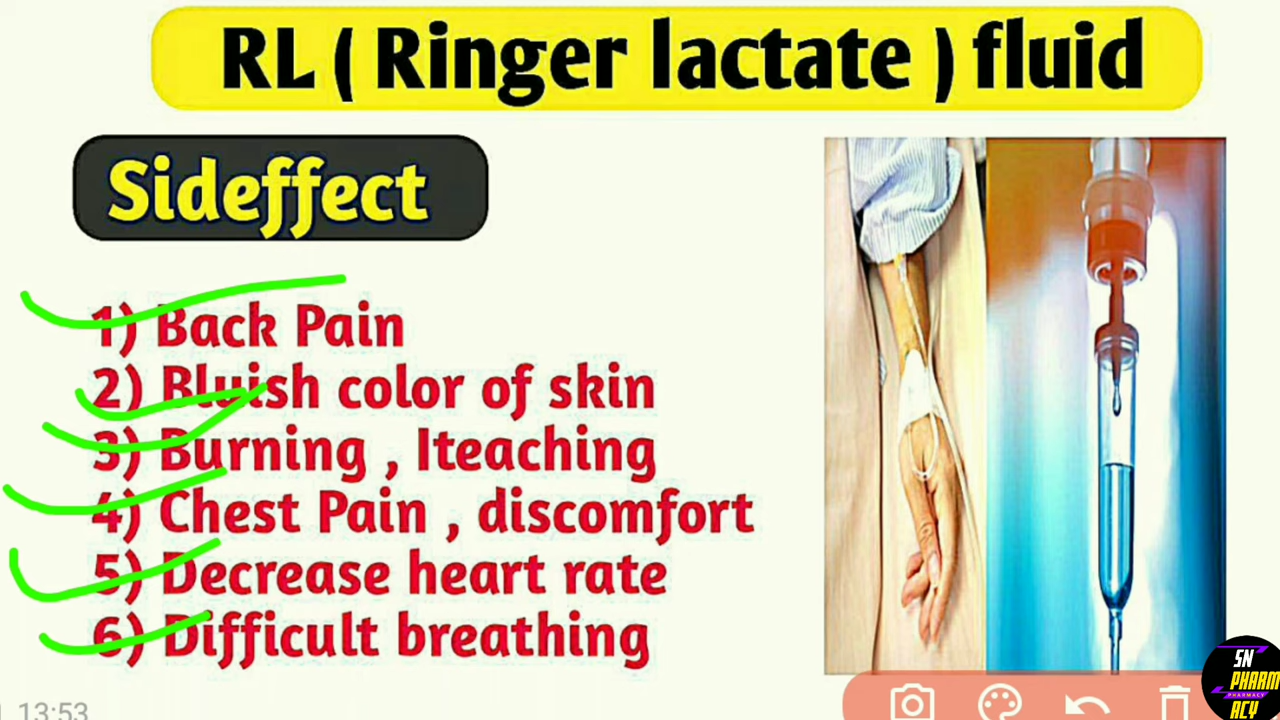 RL ( Ringer lactate ) fluid
Sideffect
1) Back Pain
2) Bluish color of skin
3) Burning , Iteaching
4) Chest Pain , discomfort
5) Decrease heart rate
6) Difficult breathing
13:53
SN
PHARM
PHARMACY
ACY